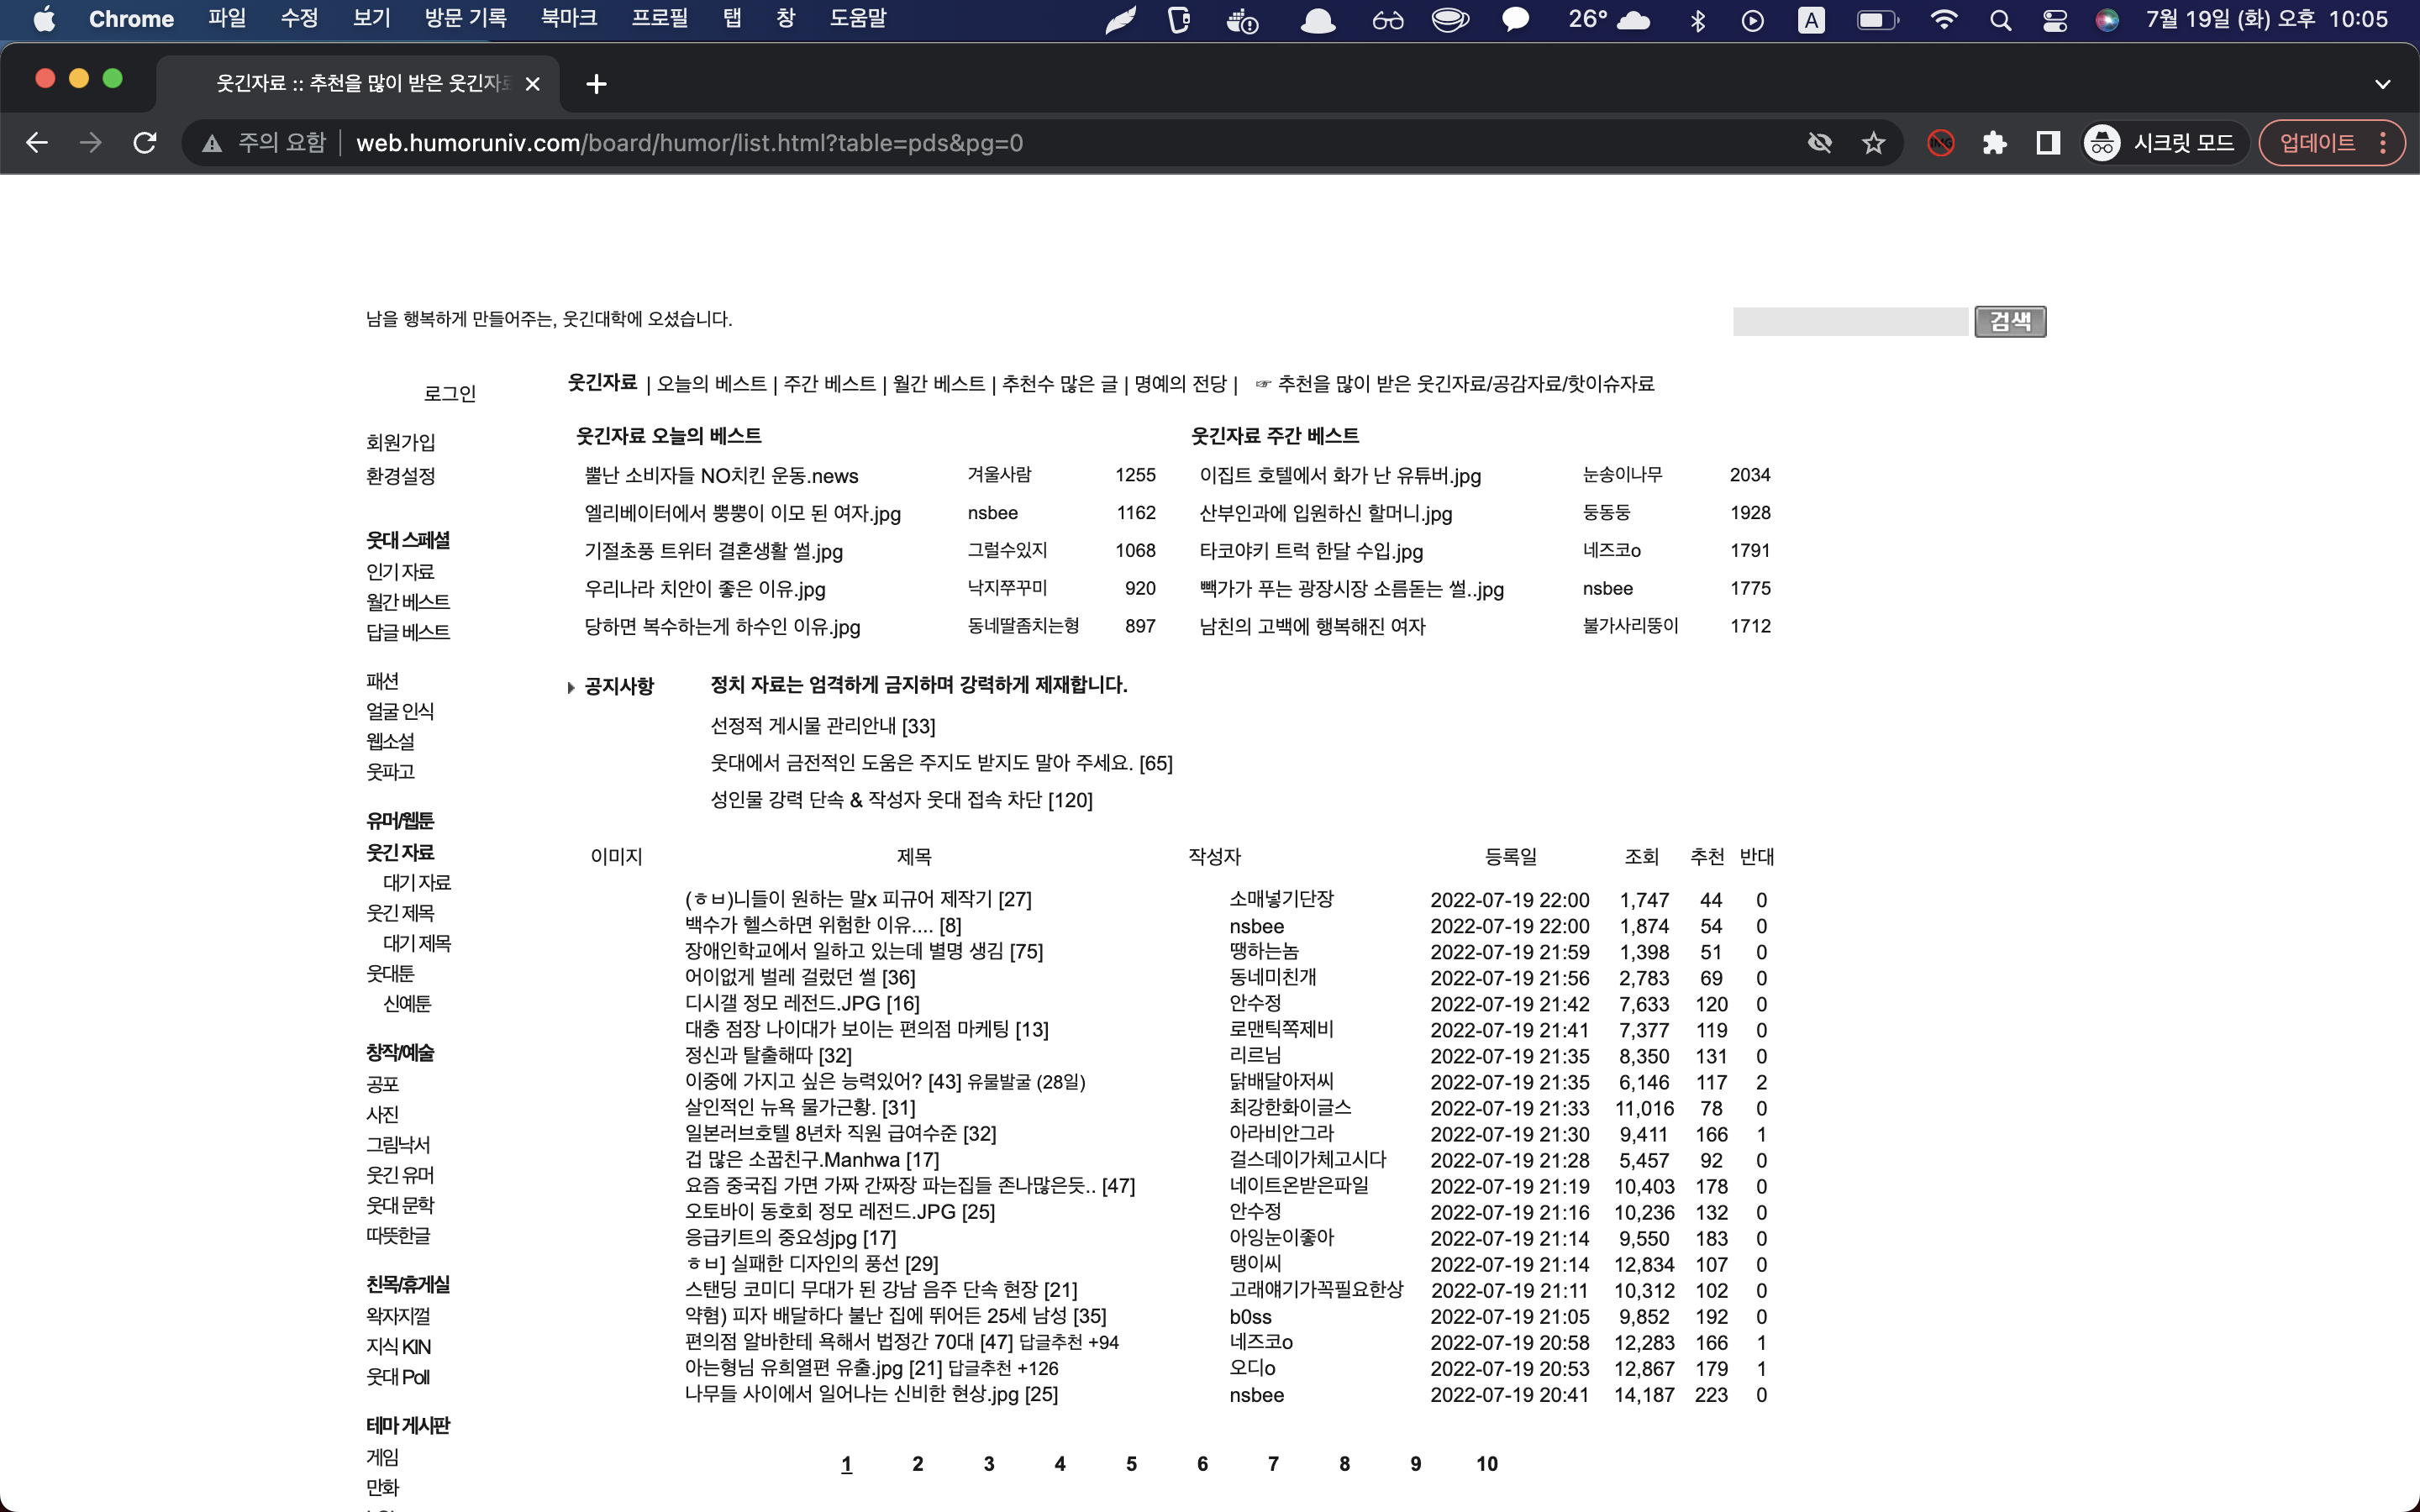 Chrome 파일 수정 보기 방문 기록 북마크 프로필 탭 창 도움말 26° A 7월 19일 (화) 오후 10:05
웃긴자료 :: 추천을 많이 받은 웃긴자료
주의 요함 web.humoruniv.com/board/humor/list.html?table=pds&pg=0 시크릿 모드 업데이트
남을 행복하게 만들어주는, 웃긴대학에 오셨습니다.
검색
로그인
회원가입
환경설정
웃대 스페셜
인기 자료
월간 베스트
답글 베스트
패션
얼굴 인식
웹소설
웃파고
유머/웹툰
웃긴 자료
대기 자료
웃긴 제목
대기 제목
웃대툰
신예툰
창작/예술
공포
사진
그림낙서
웃긴 유머
웃대 문학
따뜻한글
친목/휴게실
왁자지껄
지식 KIN
웃대 Poll
테마 게시판
게임
만화
웃긴자료 | 오늘의 베스트 | 주간 베스트 | 월간 베스트 | 추천수 많은 글 | 명예의 전당 | ☞ 추천을 많이 받은 웃긴자료/공감자료/핫이슈자료
웃긴자료 오늘의 베스트
뿔난 소비자들 NO치킨 운동.news 겨울사람 1255
엘리베이터에서 뿡뿡이 이모 된 여자.jpg nsbee 1162
기절초풍 트위터 결혼생활 썰.jpg 그럴수있지 1068
우리나라 치안이 좋은 이유.jpg 낙지쭈꾸미 920
당하면 복수하는게 하수인 이유.jpg 동네딸좀치는형 897
웃긴자료 주간 베스트
이집트 호텔에서 화가 난 유튜버.jpg 눈송이나무 2034
산부인과에 입원하신 할머니.jpg 둥동둥 1928
타코야키 트럭 한달 수입.jpg 네즈코o 1791
빽가가 푸는 광장시장 소름돋는 썰..jpg nsbee 1775
남친의 고백에 행복해진 여자 불가사리뚱이 1712
공지사항 정치 자료는 엄격하게 금지하며 강력하게 제재합니다.
선정적 게시물 관리안내 [33]
웃대에서 금전적인 도움은 주지도 받지도 말아 주세요. [65]
성인물 강력 단속 & 작성자 웃대 접속 차단 [120]
이미지 제목 작성자 등록일 조회 추천 반대
(ㅎㅂ)니들이 원하는 말x 피규어 제작기 [27] 소매넣기단장 2022-07-19 22:00 1,747 44 0
백수가 헬스하면 위험한 이유.... [8] nsbee 2022-07-19 22:00 1,874 54 0
장애인학교에서 일하고 있는데 별명 생김 [75] 땡하는놈 2022-07-19 21:59 1,398 51 0
어이없게 벌레 걸렀던 썰 [36] 동네미친개 2022-07-19 21:56 2,783 69 0
디시갤 정모 레전드.JPG [16] 안수정 2022-07-19 21:42 7,633 120 0
대충 점장 나이대가 보이는 편의점 마케팅 [13] 로맨틱쪽제비 2022-07-19 21:41 7,377 119 0
정신과 탈출해따 [32] 리르님 2022-07-19 21:35 8,350 131 0
이중에 가지고 싶은 능력있어? [43] 유물발굴 (28일) 닭배달아저씨 2022-07-19 21:35 6,146 117 2
살인적인 뉴욕 물가근황. [31] 최강한화이글스 2022-07-19 21:33 11,016 78 0
일본러브호텔 8년차 직원 급여수준 [32] 아라비안그라 2022-07-19 21:30 9,411 166 1
겁 많은 소꿉친구.Manhwa [17] 걸스데이가체고시다 2022-07-19 21:28 5,457 92 0
요즘 중국집 가면 가짜 간짜장 파는집들 존나많은듯.. [47] 네이트온받은파일 2022-07-19 21:19 10,403 178 0
오토바이 동호회 정모 레전드.JPG [25] 안수정 2022-07-19 21:16 10,236 132 0
응급키트의 중요성jpg [17] 아잉눈이좋아 2022-07-19 21:14 9,550 183 0
ㅎㅂ] 실패한 디자인의 풍선 [29] 탱이씨 2022-07-19 21:14 12,834 107 0
스탠딩 코미디 무대가 된 강남 음주 단속 현장 [21] 고래얘기가꼭필요한상 2022-07-19 21:11 10,312 102 0
약혐) 피자 배달하다 불난 집에 뛰어든 25세 남성 [35] b0ss 2022-07-19 21:05 9,852 192 0
편의점 알바한테 욕해서 법정간 70대 [47] 답글추천 +94 네즈코o 2022-07-19 20:58 12,283 166 1
아는형님 유희열편 유출.jpg [21] 답글추천 +126 오디o 2022-07-19 20:53 12,867 179 1
나무들 사이에서 일어나는 신비한 현상.jpg [25] nsbee 2022-07-19 20:41 14,187 223 0
1 2 3 4 5 6 7 8 9 10